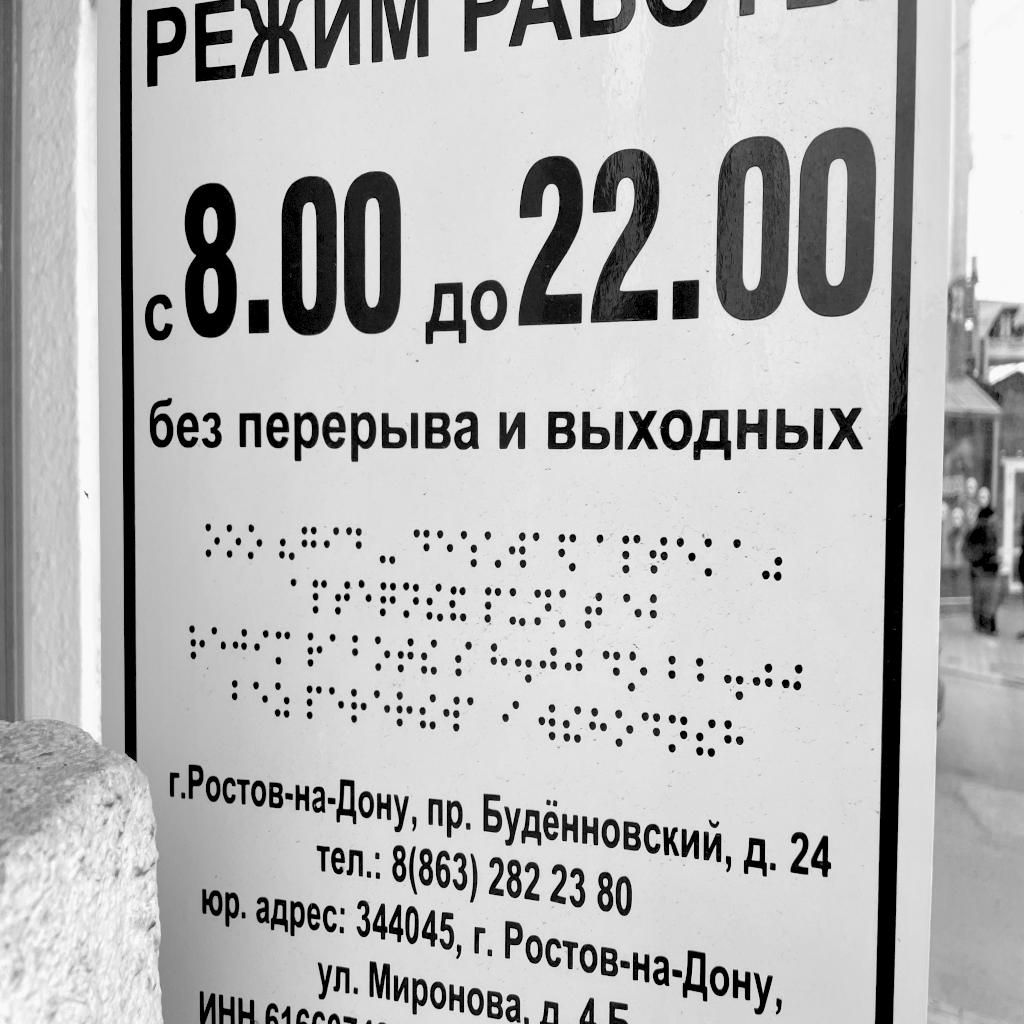 РЕЖИМ РАБОТЫ
с 8.00 до 22.00
без перерыва и выходных
г.Ростов-на-Дону, пр. Будённовский, д. 24
тел.: 8(863) 282 23 80
юр. адрес: 344045, г. Ростов-на-Дону,
ул. Миронова, д. 4 Б
ИНН